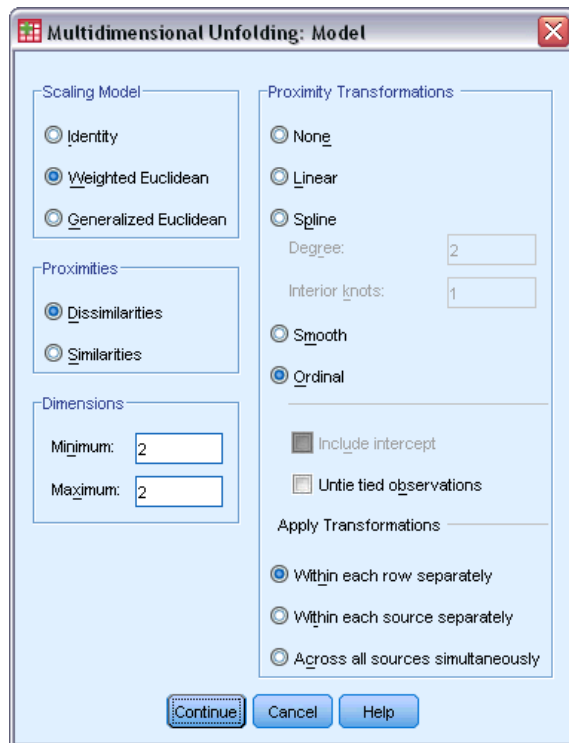 Multidimensional Unfolding: Model
Scaling Model
Identity
Weighted Euclidean
Generalized Euclidean
Proximities
Dissimilarities
Similarities
Dimensions
Minimum: 2
Maximum: 2
Proximity Transformations
None
Linear
Spline
Degree: 2
Interior knots: 1
Smooth
Ordinal
Include intercept
Untie tied observations
Apply Transformations
Within each row separately
Within each source separately
Across all sources simultaneously
Continue Cancel Help